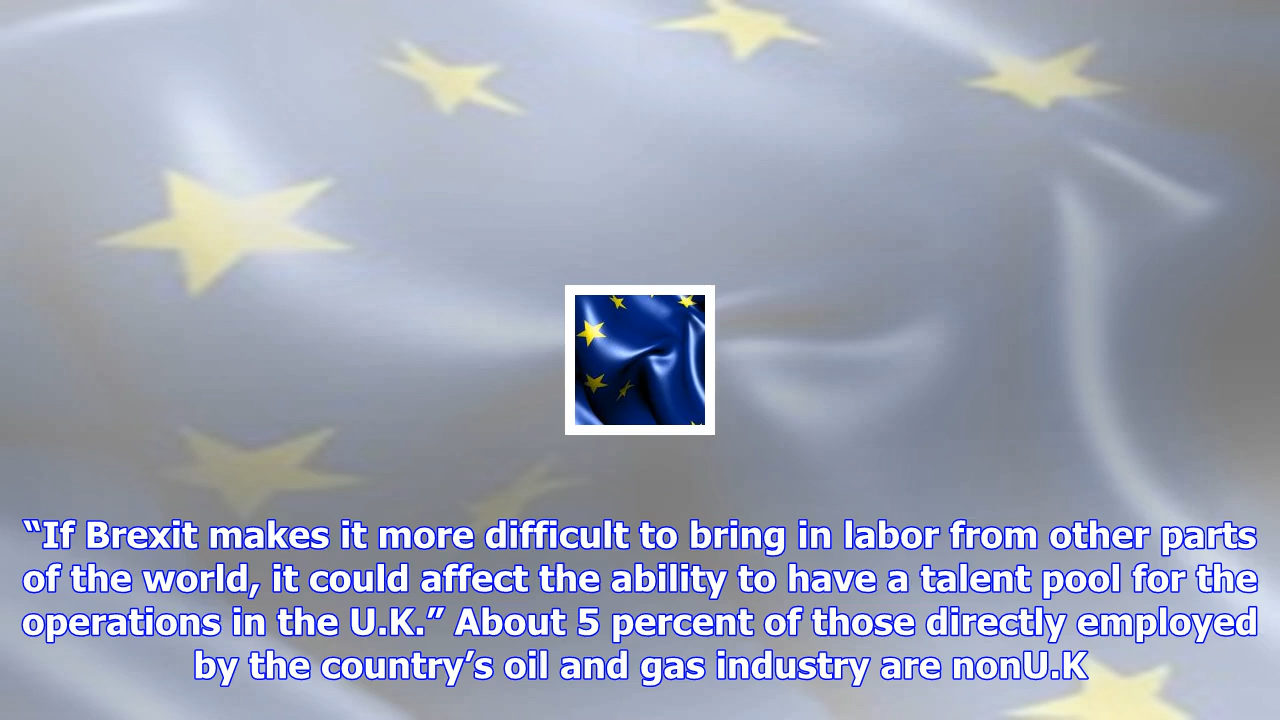 “If Brexit makes it more difficult to bring in labor from other parts
of the world, it could affect the ability to have a talent pool for the
operations in the U.K.” About 5 percent of those directly employed
by the country’s oil and gas industry are nonU.K